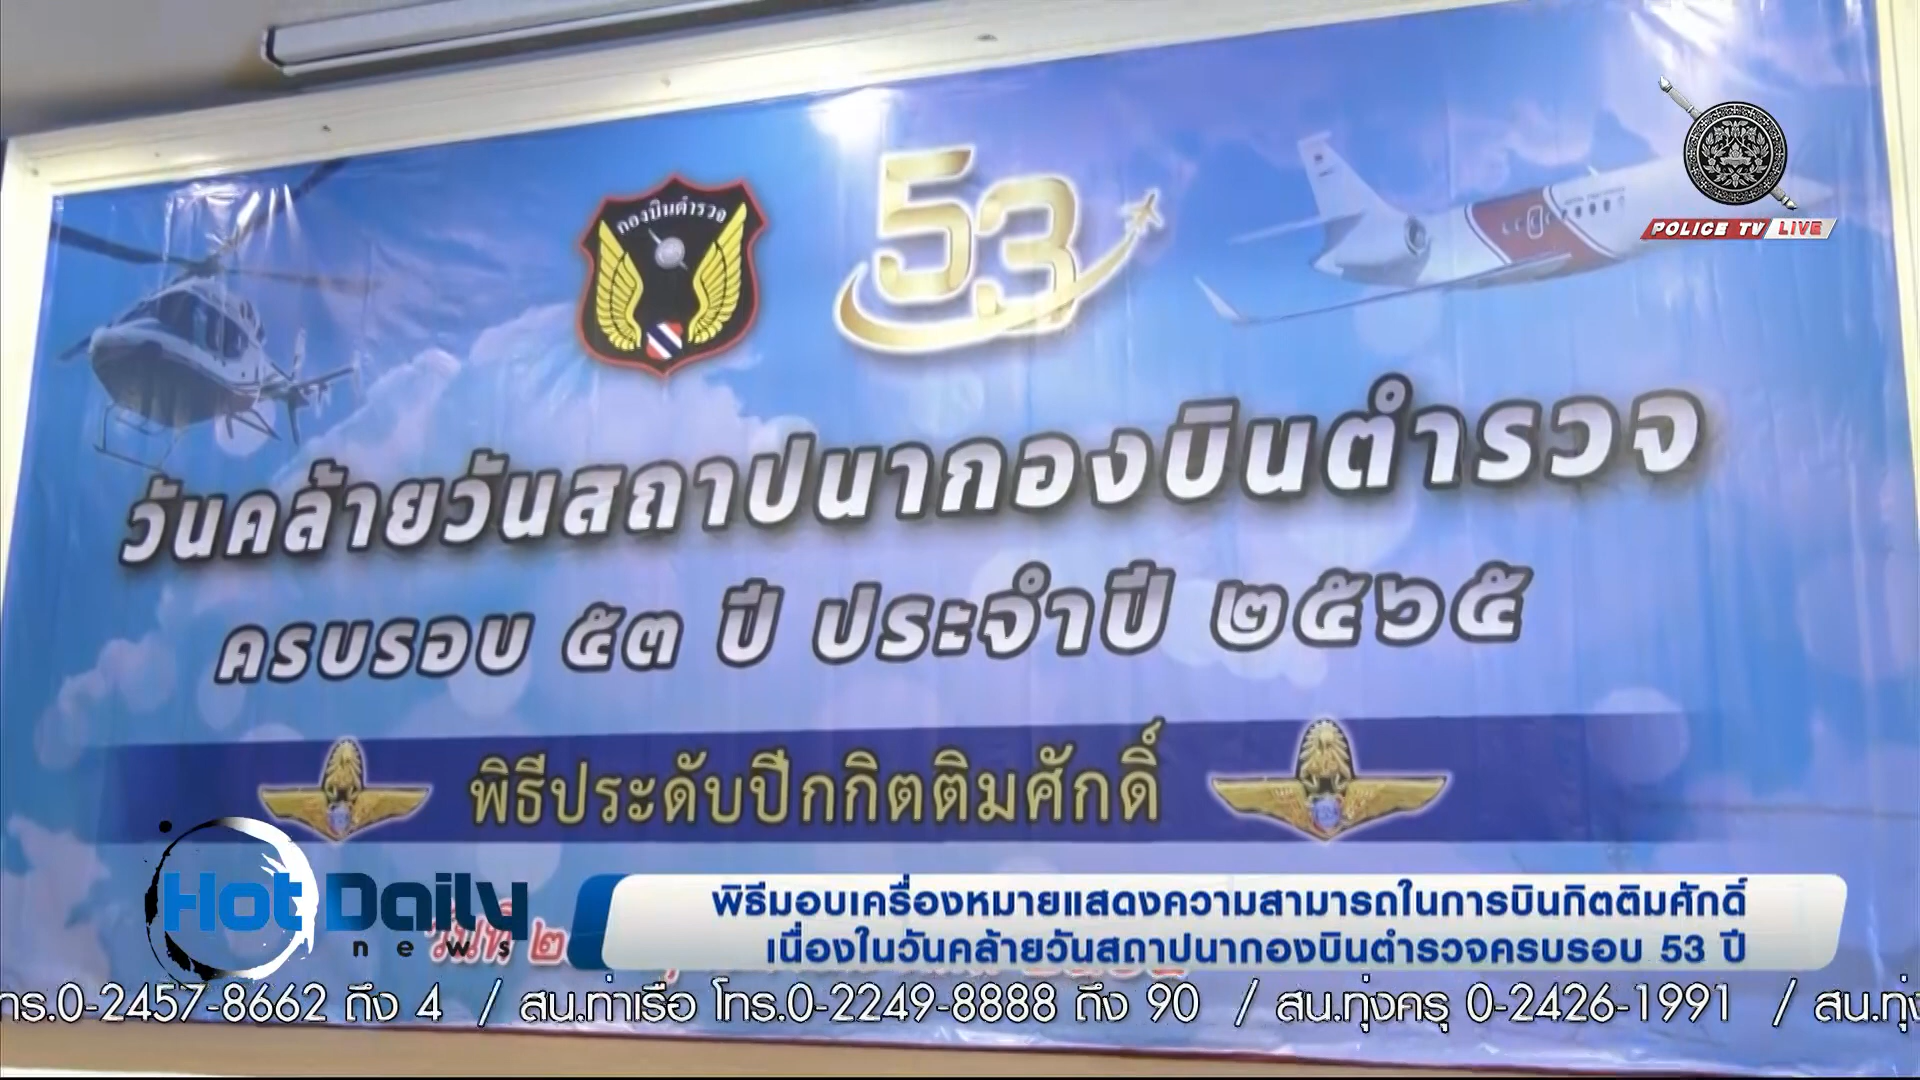 กองบินตำรวจ
53
POLICE TV LIVE
วันคล้ายวันสถาปนากองบินตำรวจ
ครบรอบ ๕๓ ปี ประจำปี ๒๕๖๕
พิธีประดับปีกกิตติมศักดิ์
Hot Daily
news
วันที่ ๒
พิธีมอบเครื่องหมายแสดงความสามารถในการบินกิตติมศักดิ์
เนื่องในวันคล้ายวันสถาปนากองบินตำรวจครบรอบ 53 ปี
โทร.0-2457-8662 ถึง 4 / สน.ท่าเรือ โทร.0-2249-8888 ถึง 90 / สน.ทุ่งครุ 0-2426-1991 / สน.ทุ่ง